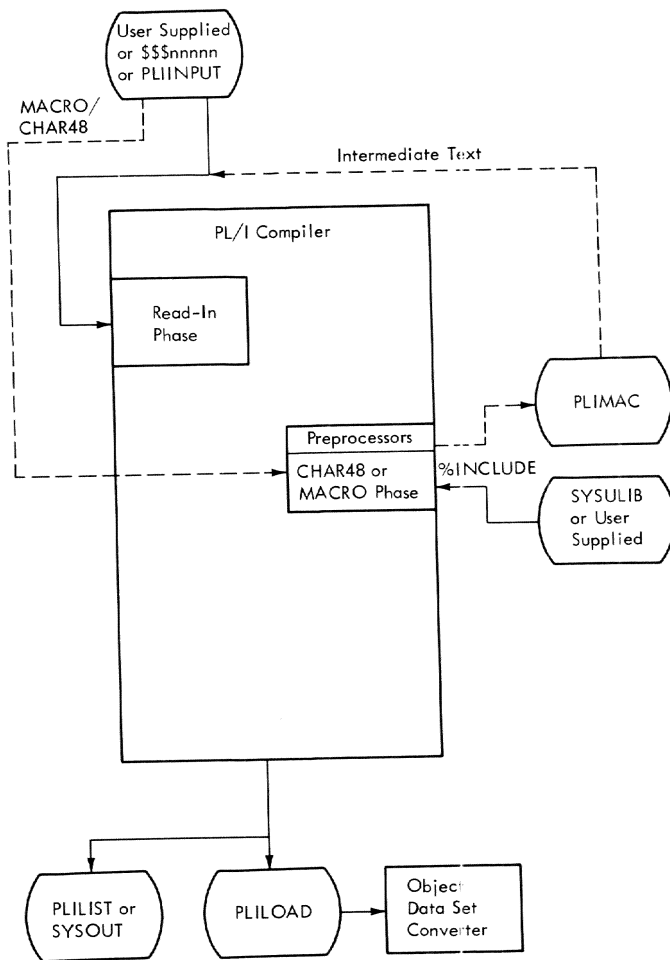 User Supplied
or $$$nnnnn
or PLIINPUT
MACRO/
CHAR48
Intermediate Text
PL/I Compiler
Read-In
Phase
PLIMAC
Preprocessors
CHAR48 or
MACRO Phase
%INCLUDE
SYSULIB
or User
Supplied
PLILIST or
SYSOUT
PLILOAD
Object
Data Set
Converter